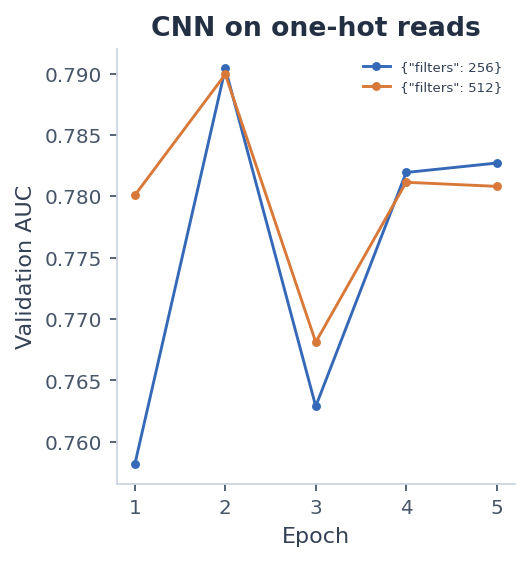 CNN on one-hot reads
{"filters": 256}
{"filters": 512}
Validation AUC
0.790
0.785
0.780
0.775
0.770
0.765
0.760
1 2 3 4 5
Epoch